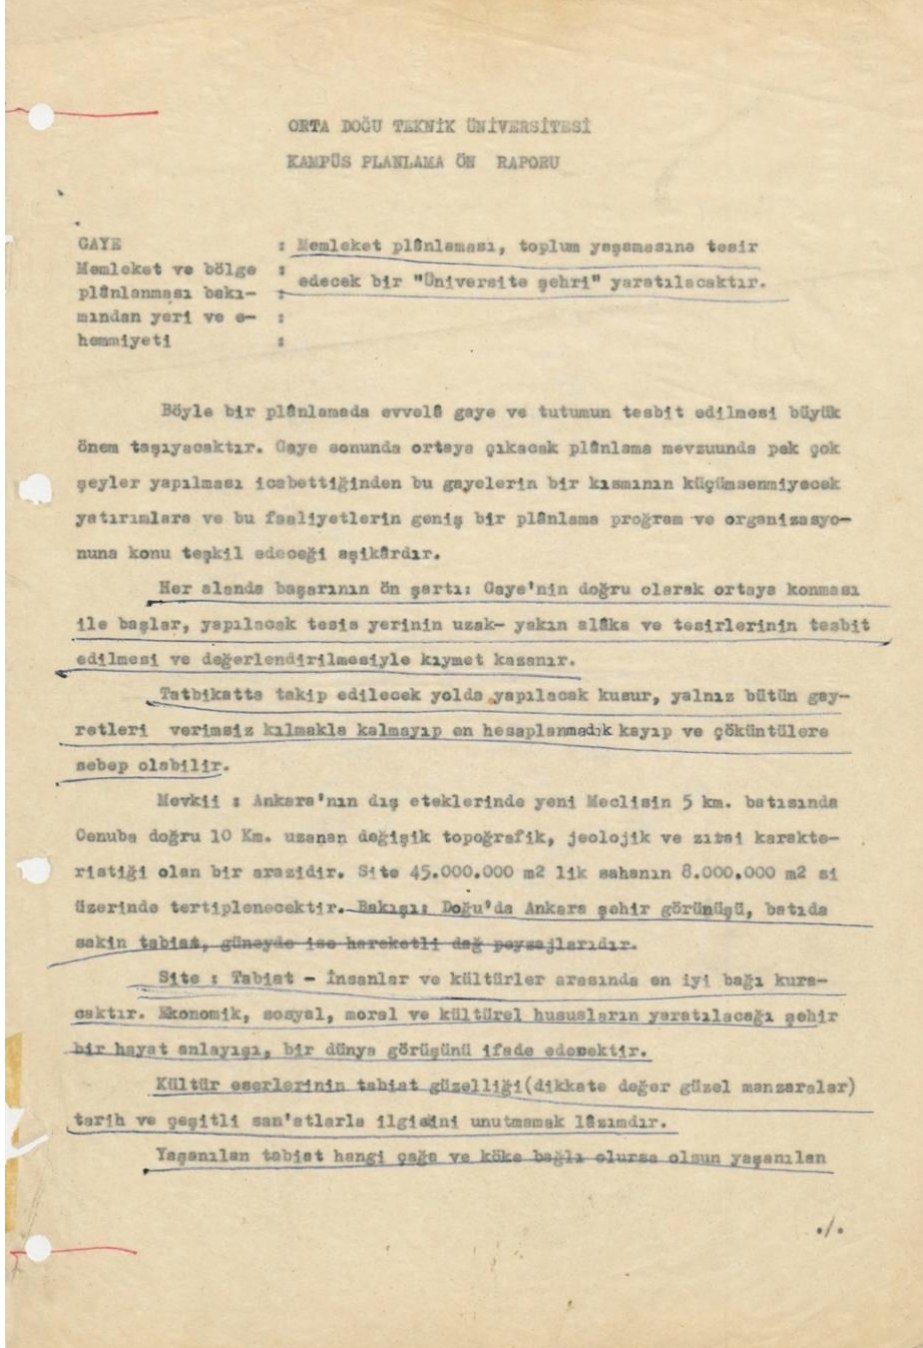 ORTA DOĞU TEKNİK ÜNİVERSİTESİ
KAMPÜS PLANLAMA ÖN RAPORU
GAYE : Memleket plânlaması, toplum yaşamasına tesir
Memleket ve bölge : edecek bir "Üniversite şehri" yaratılacaktır.
plânlanması bakı- :
mından yeri ve e- :
hemmiyeti :
Böyle bir plânlamada evvelâ gaye ve tutumun tesbit edilmesi büyük
önem taşıyacaktır. Gaye sonunda ortaya çıkacak plânlama mevzuunda pek çok
şeyler yapılması icabettiğinden bu gayelerin bir kısmının küçümsenmiyecek
yatırımlara ve bu faaliyetlerin geniş bir plânlama proğram ve organizasyo-
nuna konu teşkil edeceği aşikârdır.
Her alanda başarının ön şartı: Gaye'nin doğru olarak ortaya konması
ile başlar, yapılacak tesis yerinin uzak- yakın alâka ve tesirlerinin tesbit
edilmesi ve değerlendirilmesiyle kıymet kazanır.
Tatbikatta takip edilecek yolda yapılacak kusur, yalnız bütün gay-
retleri verimsiz kılmakla kalmayıp en hesaplanmadık kayıp ve çöküntülere
sebep olabilir.
Mevkii : Ankara'nın dış eteklerinde yeni Meclisin 5 km. batısında
Cenuba doğru 10 Km. uzanan değişik topoğrafik, jeolojik ve zırai karakte-
ristiği olan bir arazidir. Site 45.000.000 m2 lik sahanın 8.000.000 m2 si
üzerinde tertiplenecektir. Bakışı: Doğu'da Ankara şehir görünüşü, batıda
sakin tabiat, güneyde ise hareketli dağ peysajlarıdır.
Site : Tabiat - İnsanlar ve kültürler arasında en iyi bağı kura-
caktır. Ekonomik, sosyal, moral ve kültürel hususların yaratılacağı şehir
bir hayat anlayışı, bir dünya görüşünü ifade edecektir.
Kültür eserlerinin tabiat güzelliği(dikkate değer güzel manzaralar)
tarih ve çeşitli san'atlarla ilgisini unutmamak lâzımdır.
Yaşanılan tabiat hangi çağa ve köke bağlı olursa olsun yaşanılan
./.